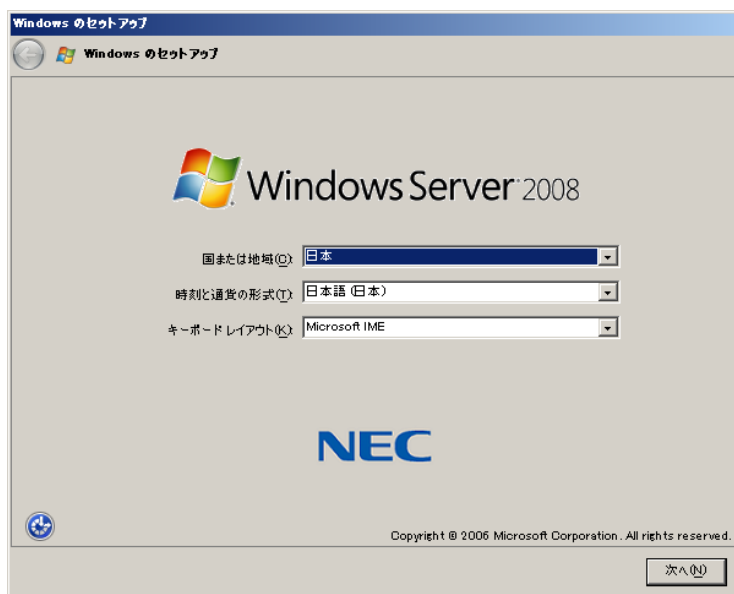 Windows のセットアップ
Windows のセットアップ
Windows Server 2008
国または地域(C): 日本
時刻と通貨の形式(T): 日本語 (日本)
キーボード レイアウト(K): Microsoft IME
NEC
Copyright © 2006 Microsoft Corporation. All rights reserved.
次へ(N)